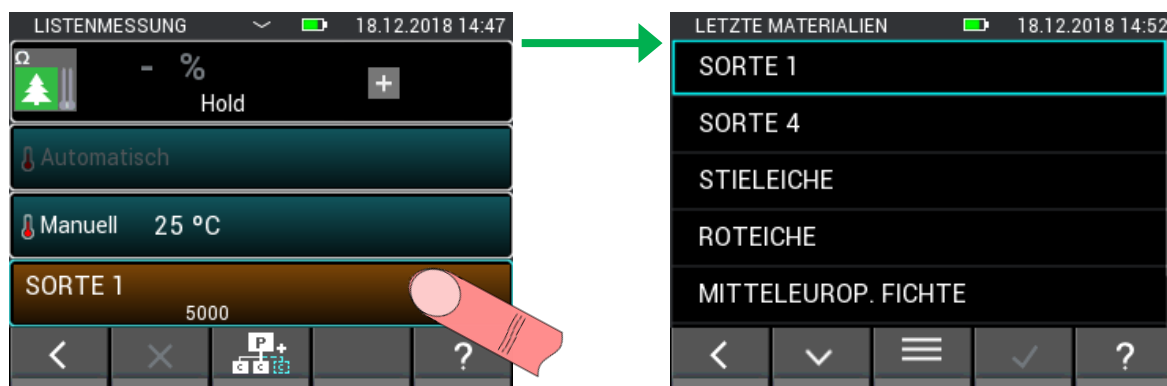 LISTENMESSUNG 18.12.2018 14:47
Ω
- %
Hold
+
Automatisch
Manuell 25 °C
SORTE 1
5000
P +
C C C
?
LETZTE MATERIALIEN 18.12.2018 14:52
SORTE 1
SORTE 4
STIELEICHE
ROTEICHE
MITTELEUROP. FICHTE
?